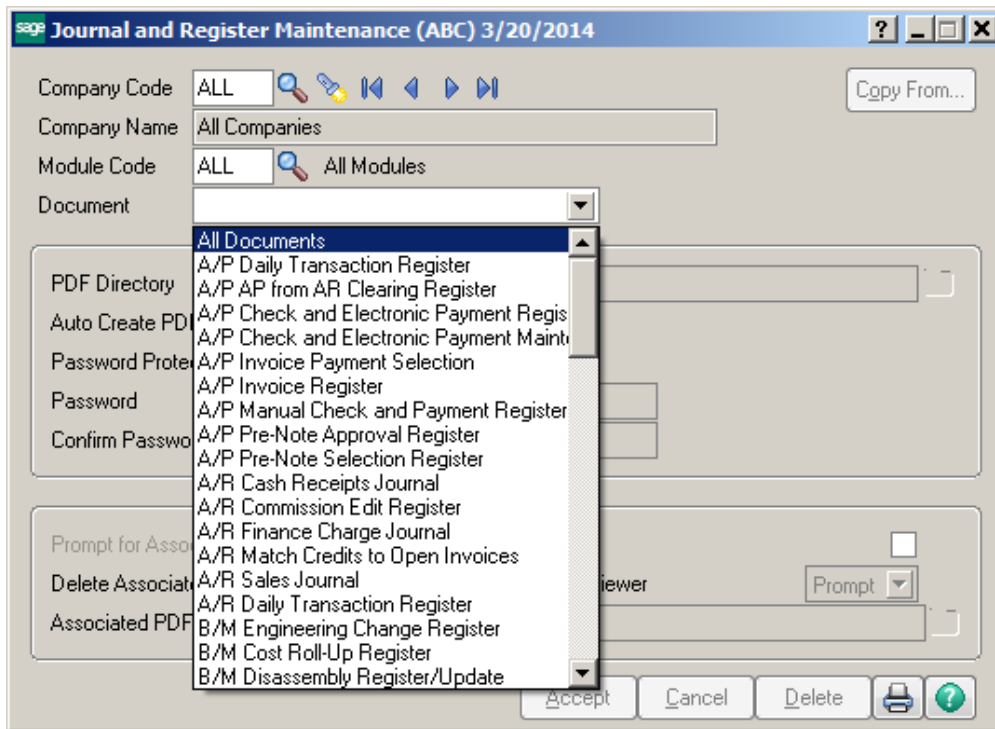 sage Journal and Register Maintenance (ABC) 3/20/2014 ?
Company Code ALL Copy From...
Company Name All Companies
Module Code ALL All Modules
Document
All Documents
PDF Directory A/P Daily Transaction Register
A/P AP from AR Clearing Register
Auto Create PD A/P Check and Electronic Payment Regis
A/P Check and Electronic Payment Maint
Password Prote A/P Invoice Payment Selection
A/P Invoice Register
Password A/P Manual Check and Payment Register
Confirm Passwo A/P Pre-Note Approval Register
A/P Pre-Note Selection Register
A/R Cash Receipts Journal
A/R Commission Edit Register
A/R Finance Charge Journal
Prompt for Asso A/R Match Credits to Open Invoices
Delete Associat A/R Sales Journal iewer Prompt
A/R Daily Transaction Register
Associated PDF B/M Engineering Change Register
B/M Cost Roll-Up Register
B/M Disassembly Register/Update
Accept Cancel Delete ?